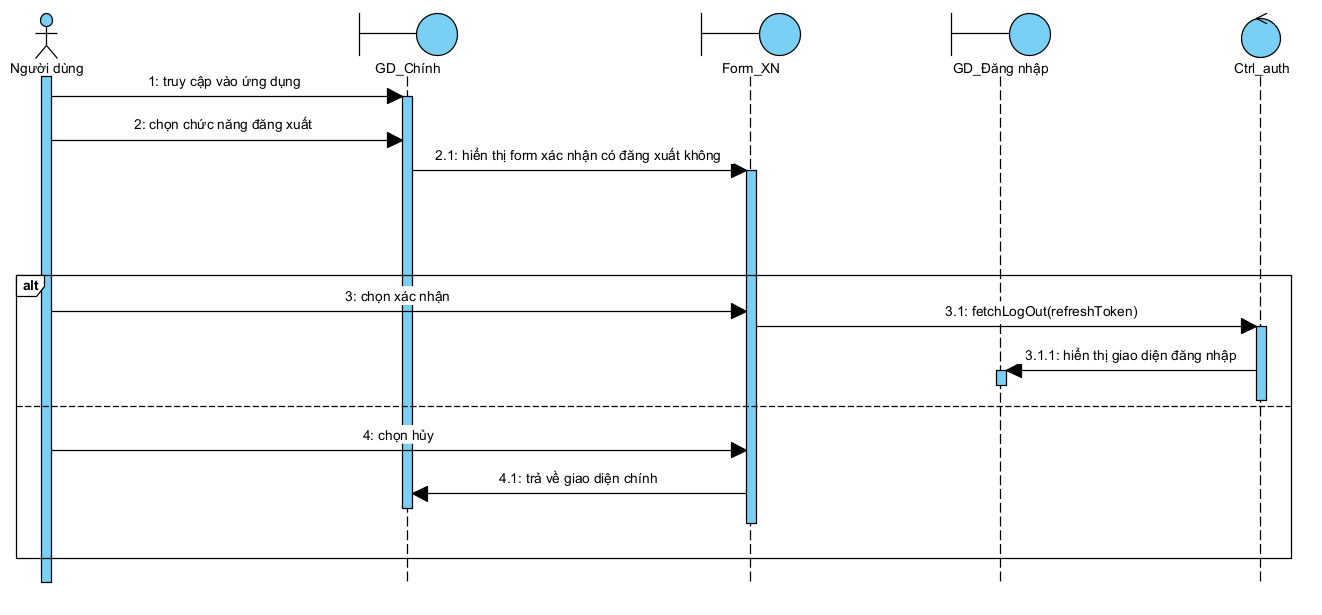 Người dùng
GD_Chính
Form_XN
GD_Đăng nhập
Ctrl_auth
1: truy cập vào ứng dụng
2: chọn chức năng đăng xuất
2.1: hiển thị form xác nhận có đăng xuất không
alt
3: chọn xác nhận
3.1: fetchLogOut(refreshToken)
3.1.1: hiển thị giao diện đăng nhập
4: chọn hủy
4.1: trả về giao diện chính